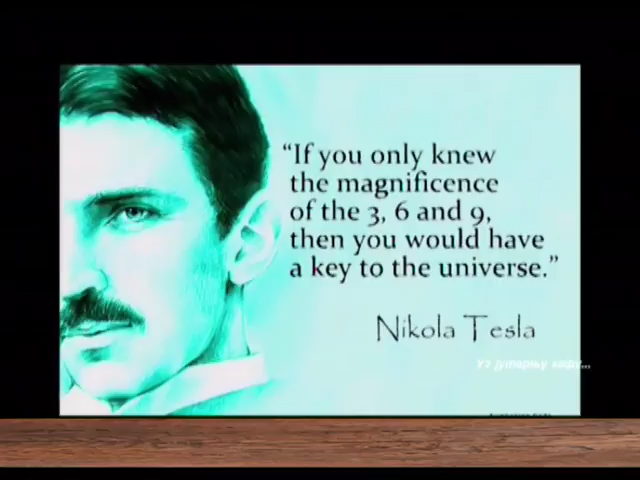 “If you only knew
the magnificence
of the 3, 6 and 9,
then you would have
a key to the universe.”
Nikola Tesla